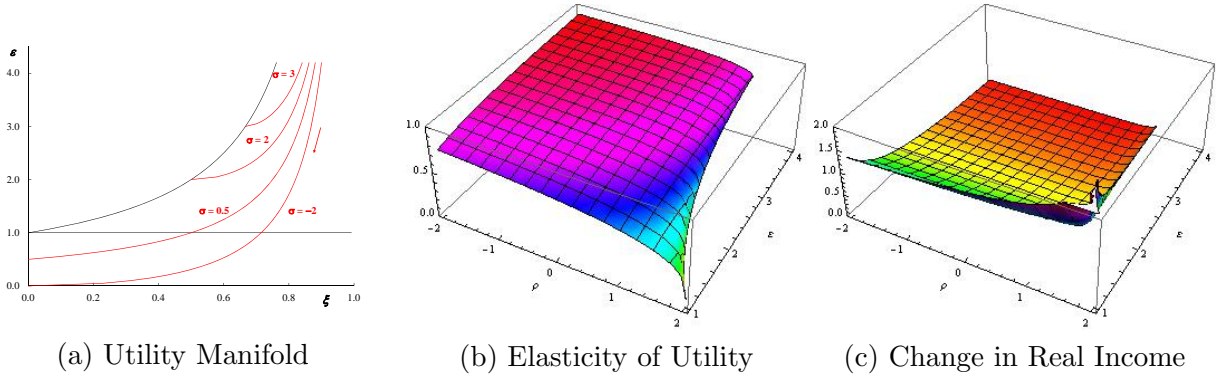 ε
4.0
3.0
2.0
1.0
0.0
0.0 0.2 0.4 0.6 0.8 ξ 1.0
σ = 3
σ = 2
σ = 0.5
σ = −2
(a) Utility Manifold
1.0
0.5
0.0
−2
−1
0
1
2
ρ
1
2
3
4
ε
(b) Elasticity of Utility
2.0
1.5
1.0
0.5
0.0
−2
−1
0
1
2
ρ
1
2
3
4
ε
(c) Change in Real Income